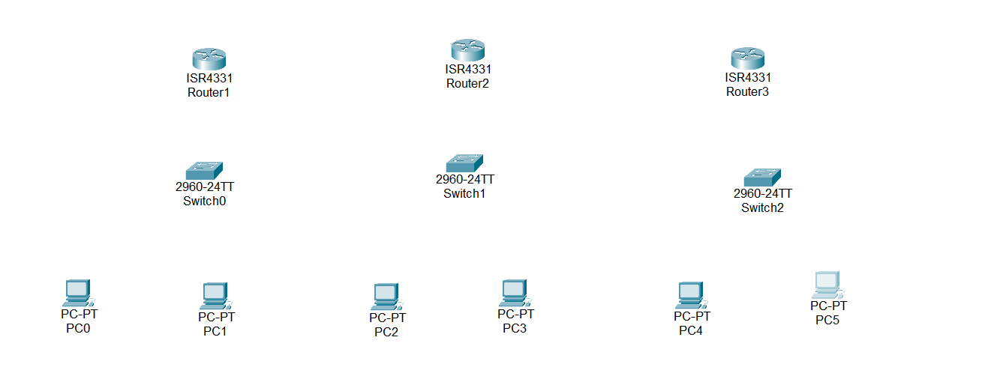 ISR4331
Router1
ISR4331
Router2
ISR4331
Router3
2960-24TT
Switch0
2960-24TT
Switch1
2960-24TT
Switch2
PC-PT
PC0
PC-PT
PC1
PC-PT
PC2
PC-PT
PC3
PC-PT
PC4
PC-PT
PC5